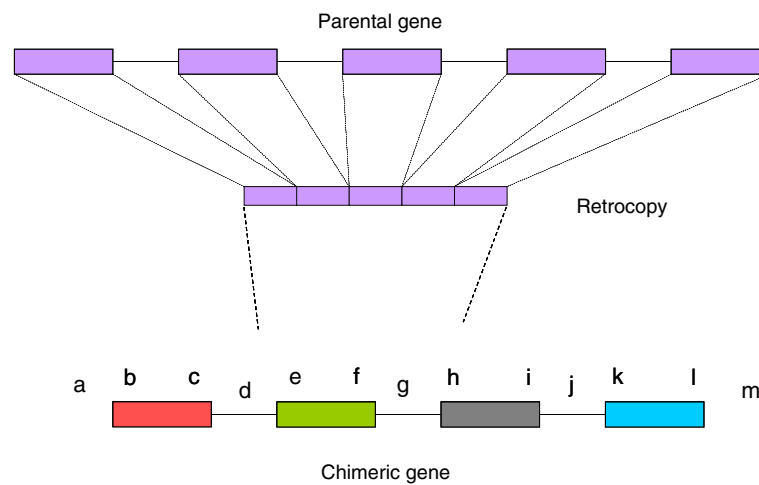 Parental gene
Retrocopy
a b c d e f g h i j k l m
Chimeric gene